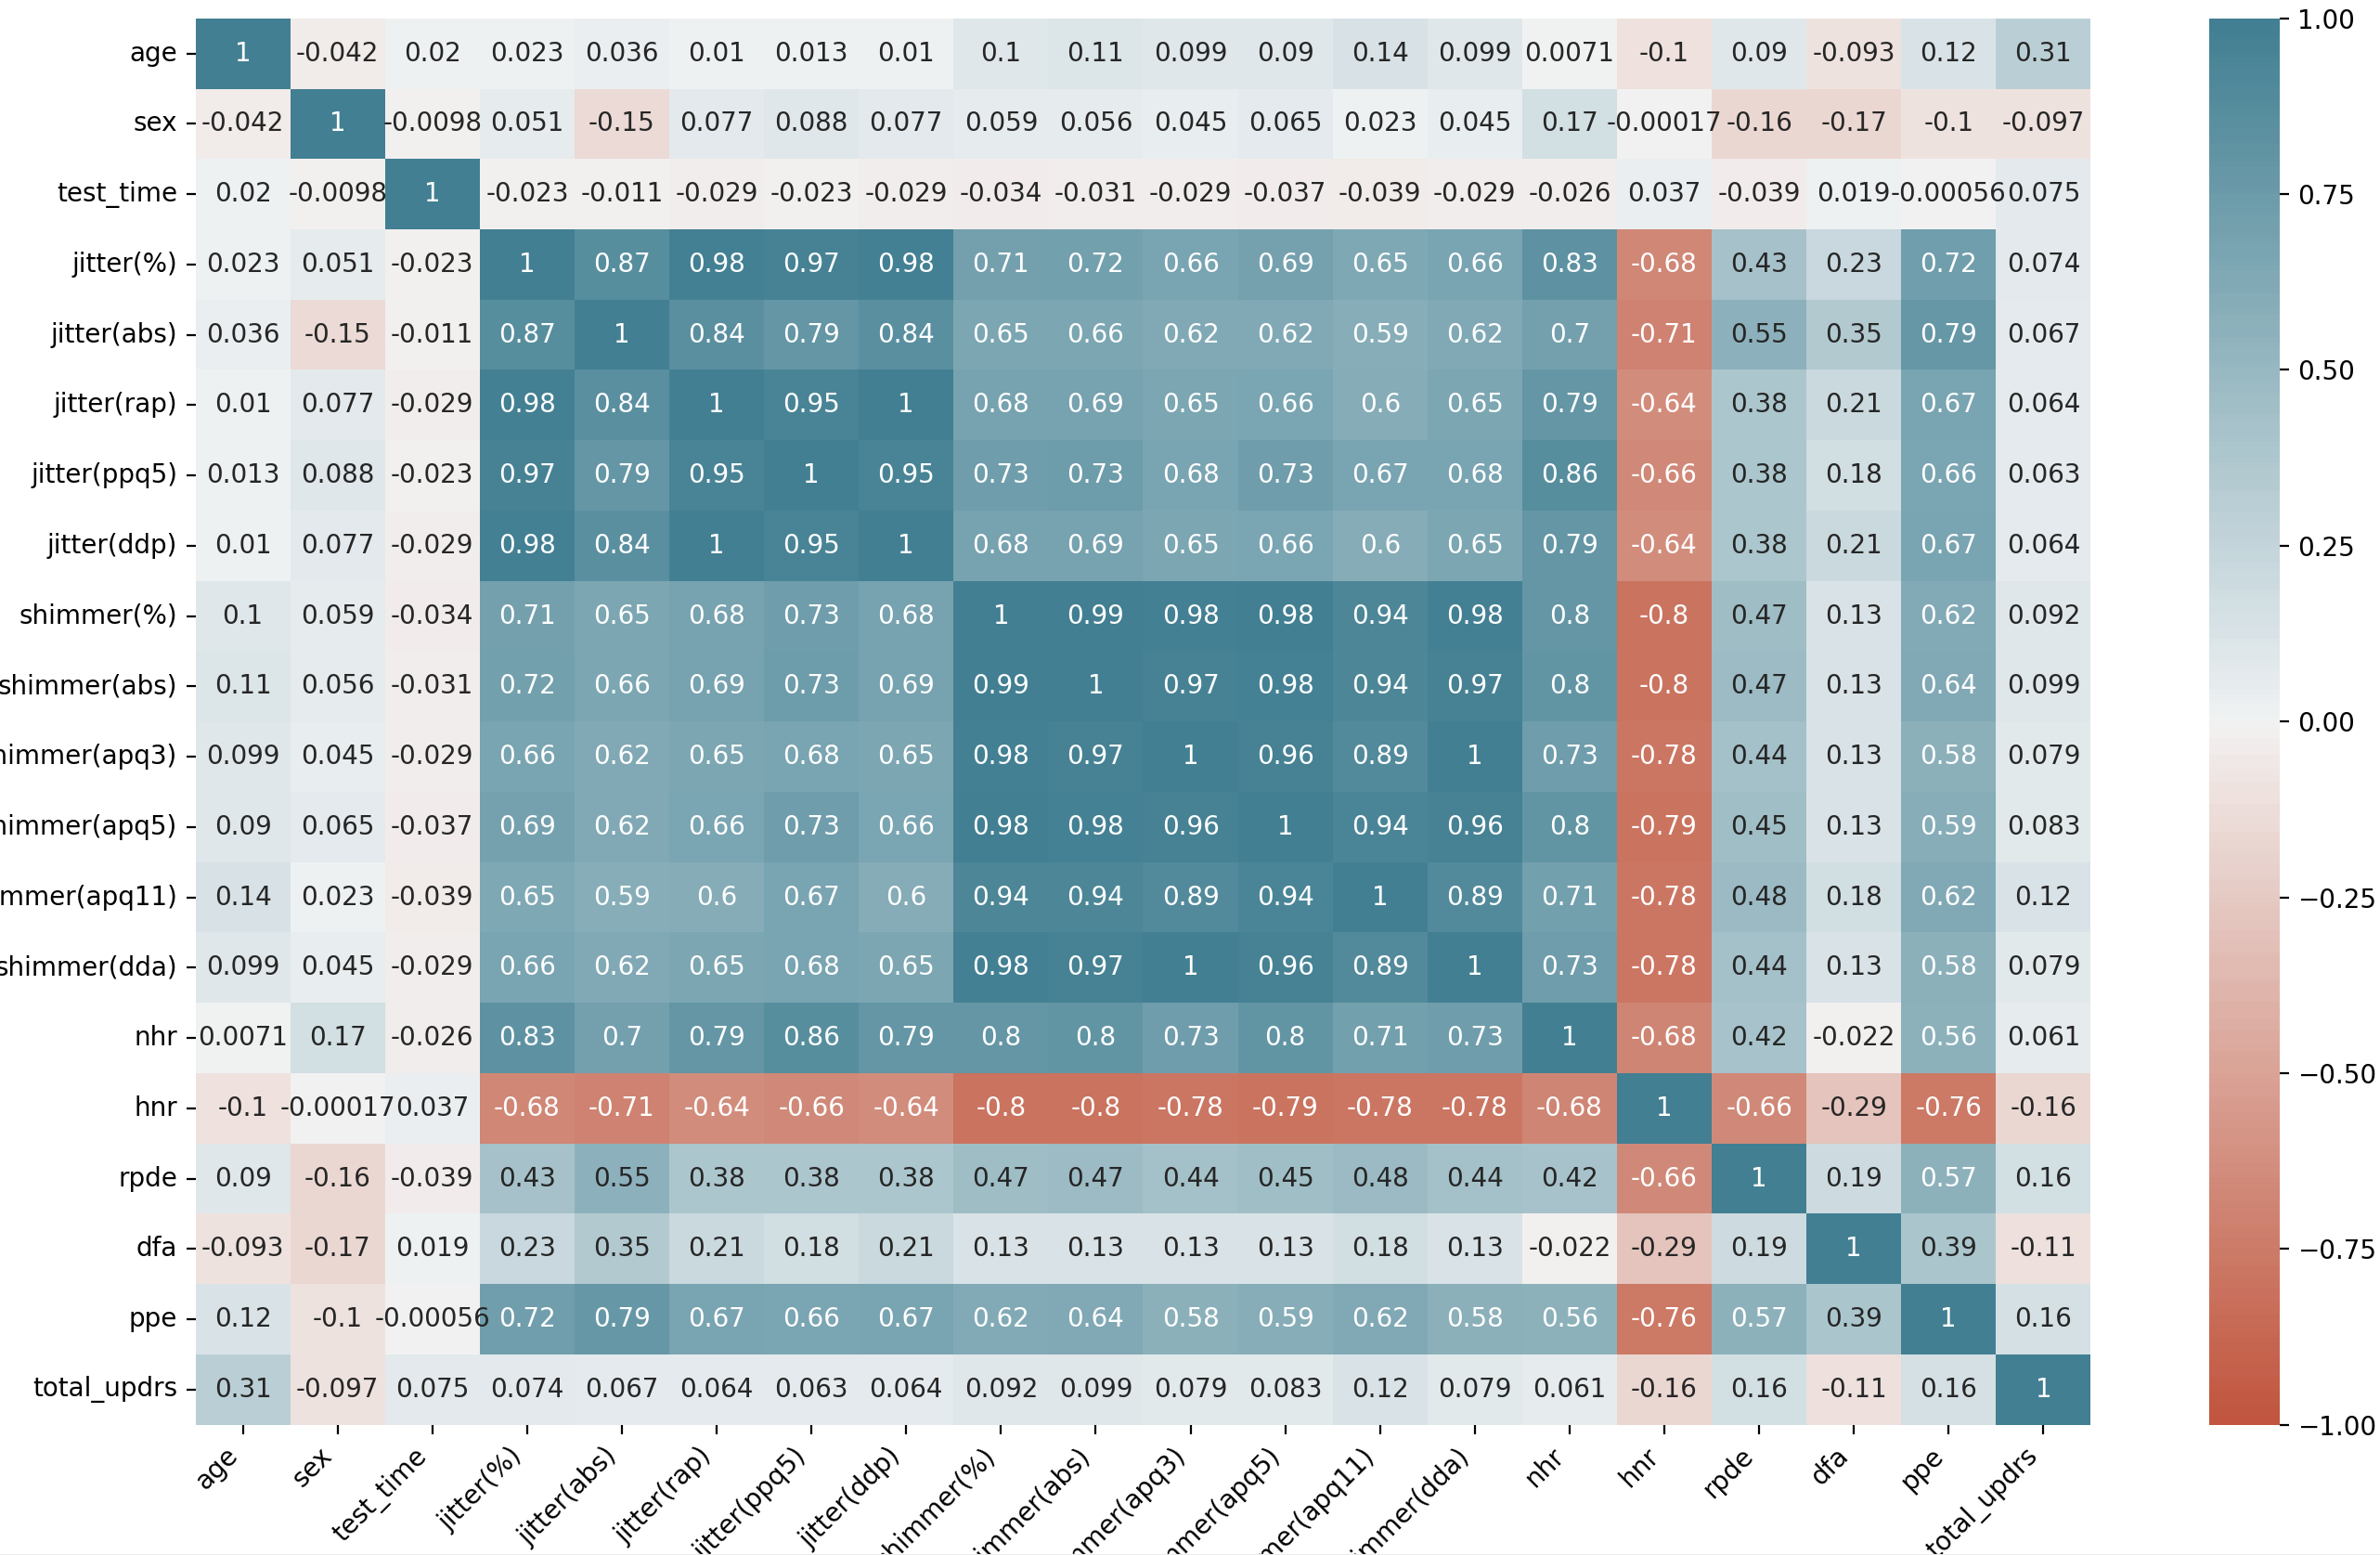 age 1 -0.042 0.02 0.023 0.036 0.01 0.013 0.01 0.1 0.11 0.099 0.09 0.14 0.099 0.0071 -0.1 0.09 -0.093 0.12 0.31 1.00
sex -0.042 1 -0.0098 0.051 -0.15 0.077 0.088 0.077 0.059 0.056 0.045 0.065 0.023 0.045 0.17 -0.00017 -0.16 -0.17 -0.1 -0.097
test_time 0.02 -0.0098 1 -0.023 -0.011 -0.029 -0.023 -0.029 -0.034 -0.031 -0.029 -0.037 -0.039 -0.029 -0.026 0.037 -0.039 0.019 -0.00056 0.075 0.75
jitter(%) 0.023 0.051 -0.023 1 0.87 0.98 0.97 0.98 0.71 0.72 0.66 0.69 0.65 0.66 0.83 -0.68 0.43 0.23 0.72 0.074
jitter(abs) 0.036 -0.15 -0.011 0.87 1 0.84 0.79 0.84 0.65 0.66 0.62 0.62 0.59 0.62 0.7 -0.71 0.55 0.35 0.79 0.067
0.50
jitter(rap) 0.01 0.077 -0.029 0.98 0.84 1 0.95 1 0.68 0.69 0.65 0.66 0.6 0.65 0.79 -0.64 0.38 0.21 0.67 0.064
jitter(ppq5) 0.013 0.088 -0.023 0.97 0.79 0.95 1 0.95 0.73 0.73 0.68 0.73 0.67 0.68 0.86 -0.66 0.38 0.18 0.66 0.063
jitter(ddp) 0.01 0.077 -0.029 0.98 0.84 1 0.95 1 0.68 0.69 0.65 0.66 0.6 0.65 0.79 -0.64 0.38 0.21 0.67 0.064 0.25
shimmer(%) 0.1 0.059 -0.034 0.71 0.65 0.68 0.73 0.68 1 0.99 0.98 0.98 0.94 0.98 0.8 -0.8 0.47 0.13 0.62 0.092
shimmer(abs) 0.11 0.056 -0.031 0.72 0.66 0.69 0.73 0.69 0.99 1 0.97 0.98 0.94 0.97 0.8 -0.8 0.47 0.13 0.64 0.099
0.00
himmer(apq3) 0.099 0.045 -0.029 0.66 0.62 0.65 0.68 0.65 0.98 0.97 1 0.96 0.89 1 0.73 -0.78 0.44 0.13 0.58 0.079
himmer(apq5) 0.09 0.065 -0.037 0.69 0.62 0.66 0.73 0.66 0.98 0.98 0.96 1 0.94 0.96 0.8 -0.79 0.45 0.13 0.59 0.083
mmer(apq11) 0.14 0.023 -0.039 0.65 0.59 0.6 0.67 0.6 0.94 0.94 0.89 0.94 1 0.89 0.71 -0.78 0.48 0.18 0.62 0.12 −0.25
shimmer(dda) 0.099 0.045 -0.029 0.66 0.62 0.65 0.68 0.65 0.98 0.97 1 0.96 0.89 1 0.73 -0.78 0.44 0.13 0.58 0.079
nhr 0.0071 0.17 -0.026 0.83 0.7 0.79 0.86 0.79 0.8 0.8 0.73 0.8 0.71 0.73 1 -0.68 0.42 -0.022 0.56 0.061
−0.50
hnr -0.1 -0.00017 0.037 -0.68 -0.71 -0.64 -0.66 -0.64 -0.8 -0.8 -0.78 -0.79 -0.78 -0.78 -0.68 1 -0.66 -0.29 -0.76 -0.16
rpde 0.09 -0.16 -0.039 0.43 0.55 0.38 0.38 0.38 0.47 0.47 0.44 0.45 0.48 0.44 0.42 -0.66 1 0.19 0.57 0.16
dfa -0.093 -0.17 0.019 0.23 0.35 0.21 0.18 0.21 0.13 0.13 0.13 0.13 0.18 0.13 -0.022 -0.29 0.19 1 0.39 -0.11 −0.75
ppe 0.12 -0.1 -0.00056 0.72 0.79 0.67 0.66 0.67 0.62 0.64 0.58 0.59 0.62 0.58 0.56 -0.76 0.57 0.39 1 0.16
total_updrs 0.31 -0.097 0.075 0.074 0.067 0.064 0.063 0.064 0.092 0.099 0.079 0.083 0.12 0.079 0.061 -0.16 0.16 -0.11 0.16 1
−1.00
age sex test_time jitter(%) jitter(abs) jitter(rap) jitter(ppq5) jitter(ddp) himmer(%) immer(abs) mmer(apq3) mmer(apq5) mer(apq11) immer(dda) nhr hnr rpde dfa ppe total_updrs